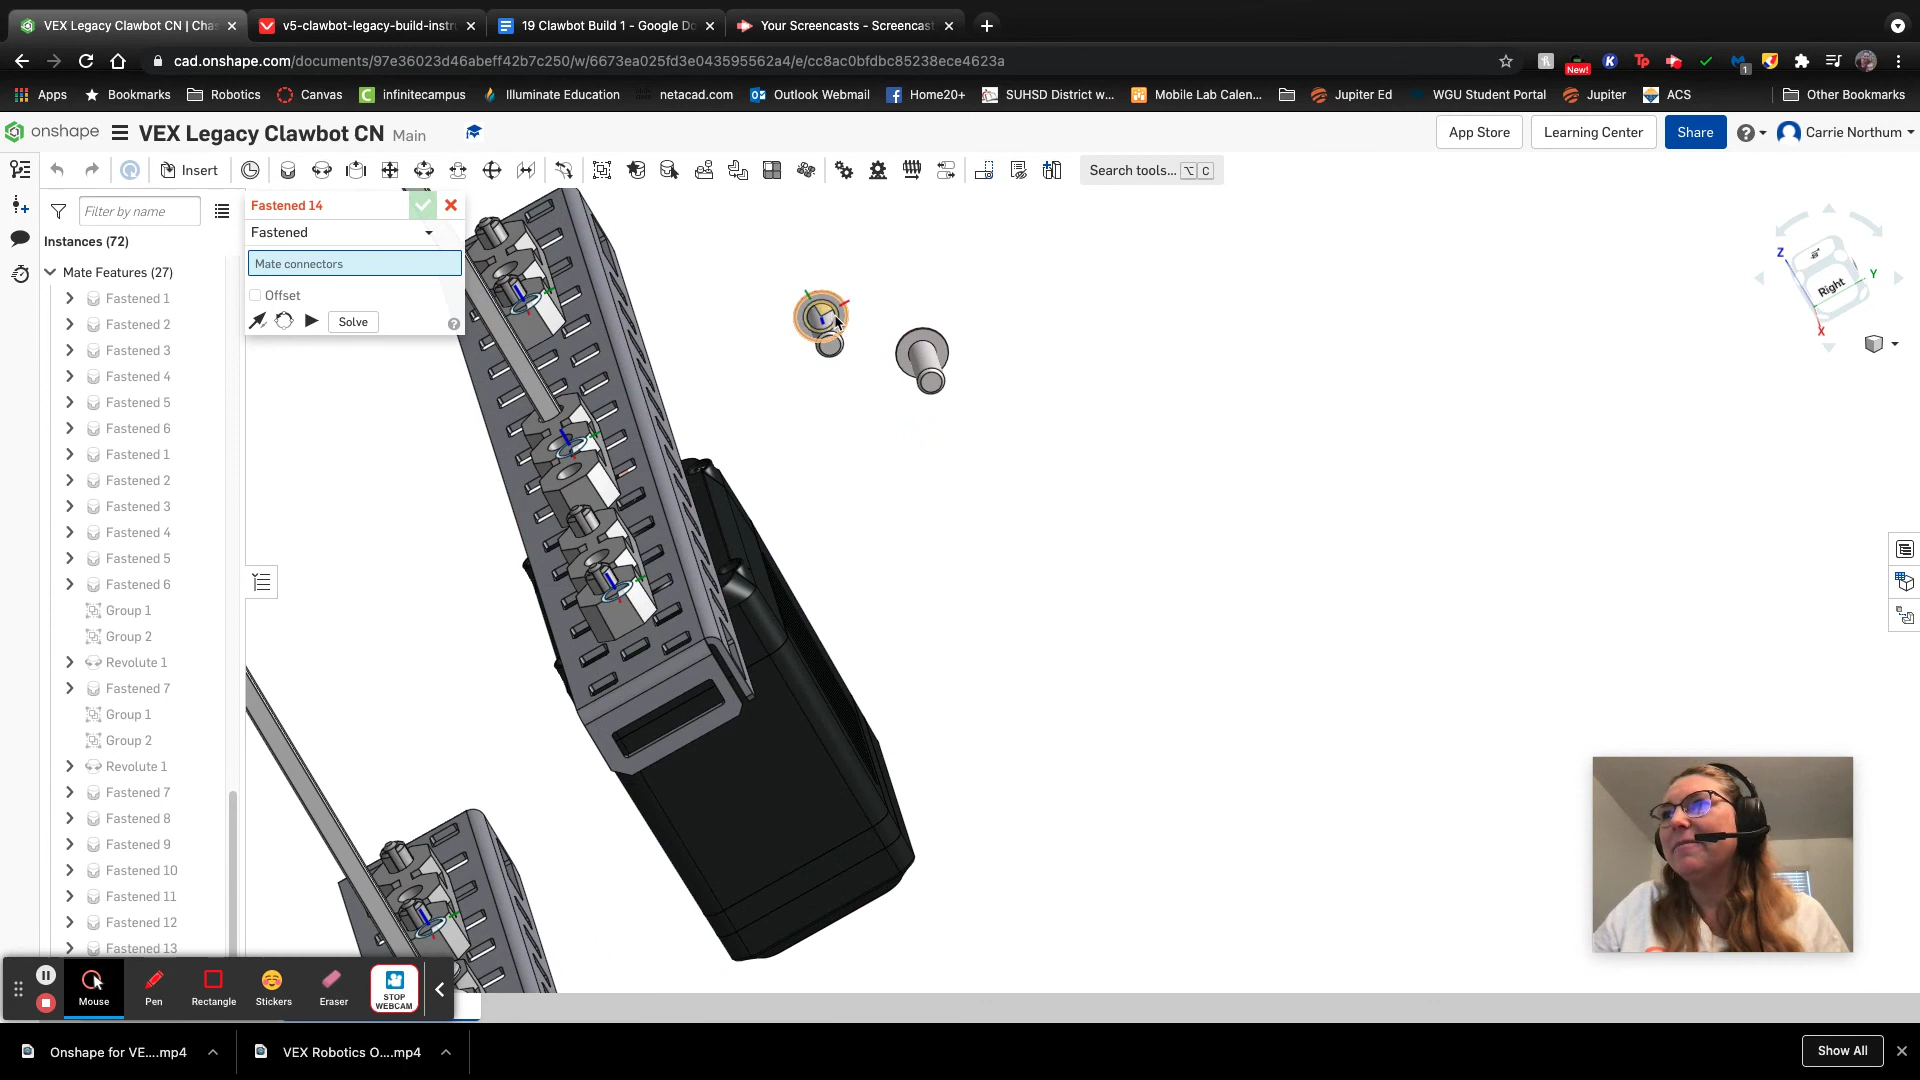 VEX Legacy Clawbot CN | Chas
v5-clawbot-legacy-build-instru
19 Clawbot Build 1 - Google Do
Your Screencasts - Screencast
cad.onshape.com/documents/97e36023d46abeff42b7c250/w/6673ea025fd3e043595562a4/e/cc8ac0bfdbc85238ece4623a
New!
1
Apps
Bookmarks
Robotics
Canvas
infinitecampus
Illuminate Education
netacad.com
Outlook Webmail
Home20+
SUHSD District w...
Mobile Lab Calen...
Jupiter Ed
WGU Student Portal
Jupiter
ACS
Other Bookmarks
onshape
VEX Legacy Clawbot CN
Main
App Store
Learning Center
Share
Carrie Northum
Insert
Search tools...
⌥ C
Filter by name
Instances (72)
Mate Features (27)
Fastened 1
Fastened 2
Fastened 3
Fastened 4
Fastened 5
Fastened 6
Fastened 1
Fastened 2
Fastened 3
Fastened 4
Fastened 5
Fastened 6
Group 1
Group 2
Revolute 1
Fastened 7
Group 1
Group 2
Revolute 1
Fastened 7
Fastened 8
Fastened 9
Fastened 10
Fastened 11
Fastened 12
Fastened 13
Fastened 14
Fastened
Mate connectors
Offset
Solve
Z
Y
X
Right
Mouse
Pen
Rectangle
Stickers
Eraser
STOP
WEBCAM
Onshape for VE....mp4
VEX Robotics O....mp4
Show All